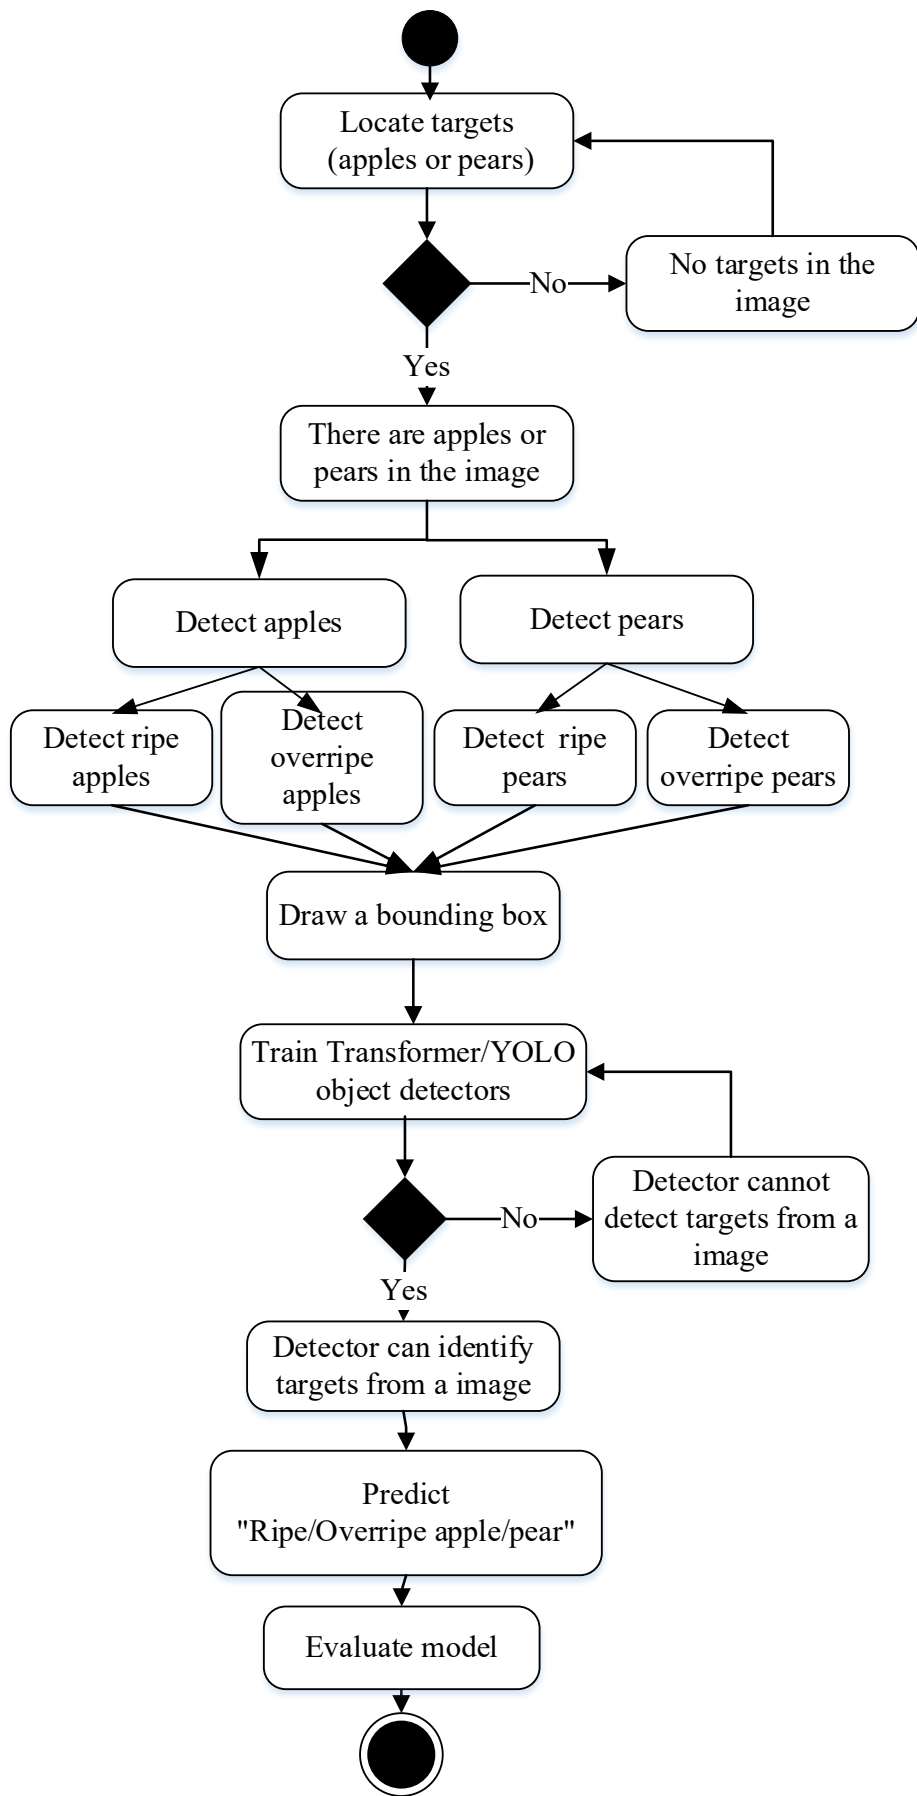 Locate targets
(apples or pears)
No
No targets in the
image
Yes
There are apples or
pears in the image
Detect apples
Detect pears
Detect ripe
apples
Detect
overripe
apples
Detect  ripe
pears
Detect
overripe pears
Draw a bounding box
Train Transformer/YOLO
object detectors
No
Detector cannot
detect targets from a
image
Yes
Detector can identify
targets from a image
Predict
"Ripe/Overripe apple/pear"
Evaluate model